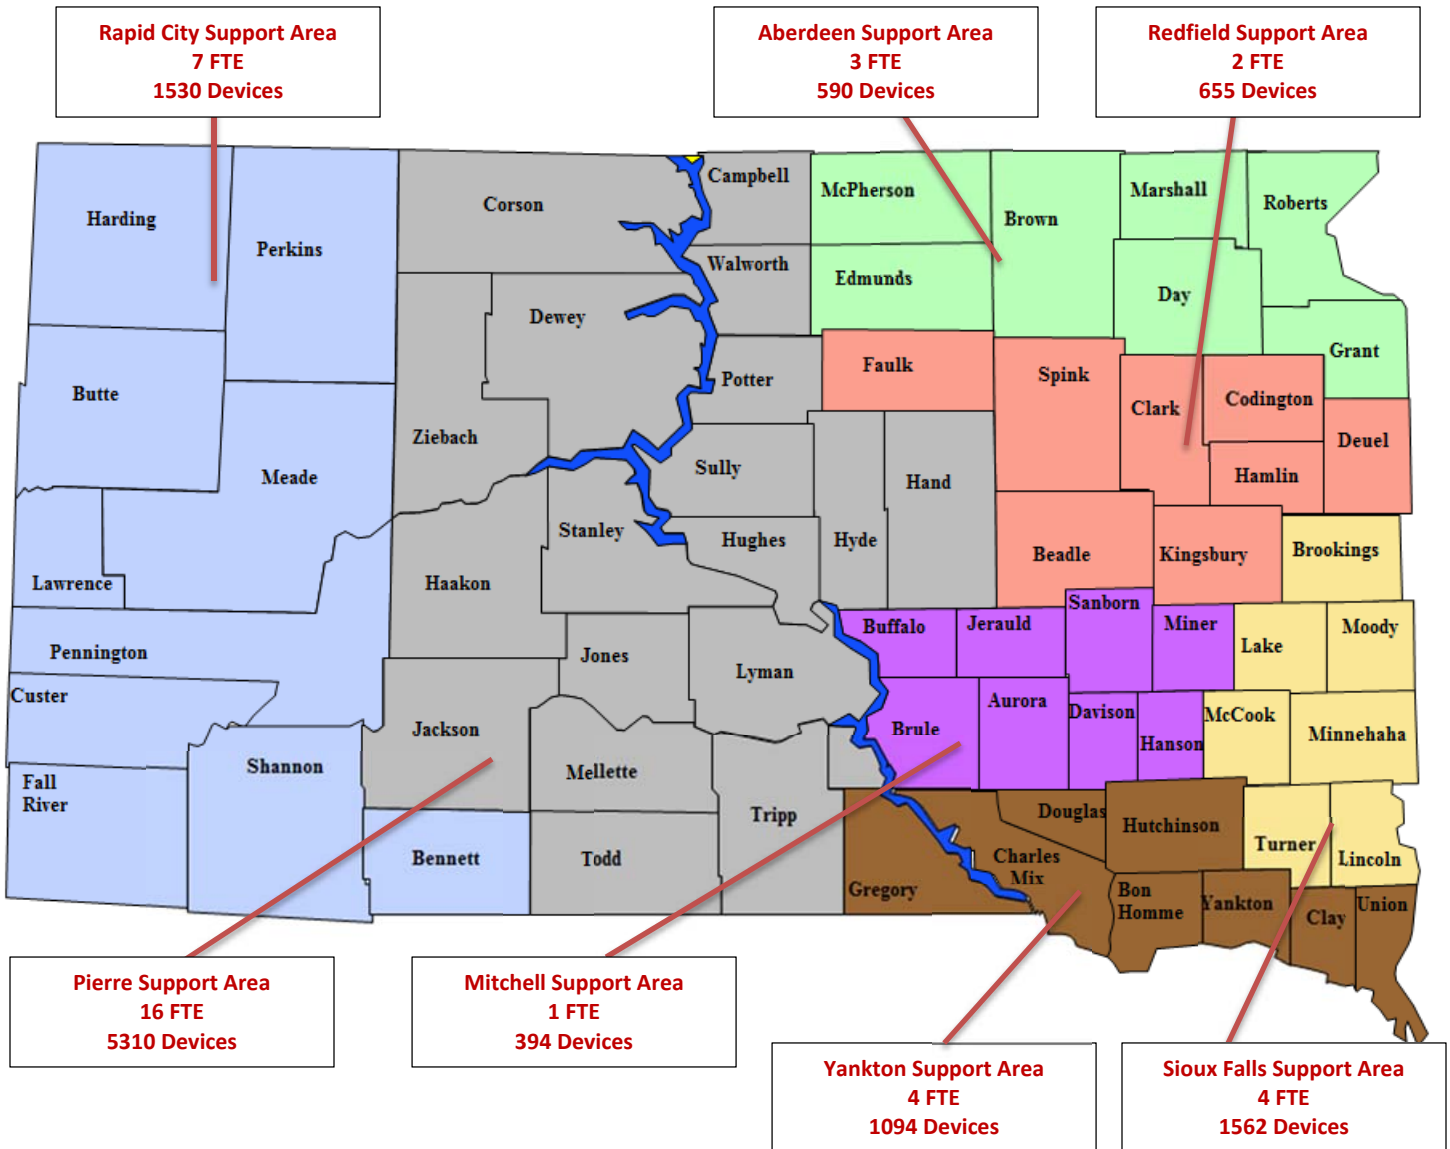 Rapid City Support Area
7 FTE
1530 Devices
Aberdeen Support Area
3 FTE
590 Devices
Redfield Support Area
2 FTE
655 Devices
Harding
Perkins
Corson
Campbell
McPherson
Brown
Marshall
Roberts
Walworth
Edmunds
Day
Dewey
Grant
Butte
Potter
Faulk
Spink
Clark
Codington
Ziebach
Deuel
Meade
Sully
Hand
Hamlin
Stanley
Hughes
Hyde
Beadle
Kingsbury
Brookings
Lawrence
Haakon
Sanborn
Buffalo
Jerauld
Miner
Moody
Pennington
Jones
Lyman
Lake
Custer
Jackson
Brule
Aurora
Davison
McCook
Hanson
Minnehaha
Shannon
Mellette
Fall
River
Tripp
Douglas
Hutchinson
Bennett
Todd
Turner
Lincoln
Charles
Mix
Gregory
Bon
Homme
Yankton
Clay
Union
Pierre Support Area
16 FTE
5310 Devices
Mitchell Support Area
1 FTE
394 Devices
Yankton Support Area
4 FTE
1094 Devices
Sioux Falls Support Area
4 FTE
1562 Devices